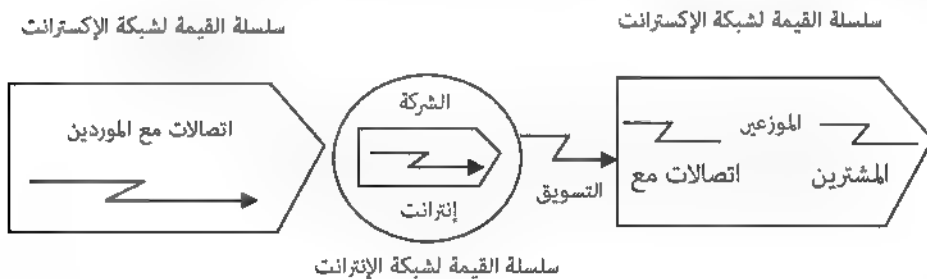 سلسلة القيمة لشبكة الإكسترانت
سلسلة القيمة لشبكة الإكسترانت
الشركة
الموزعير
اتصالات مع الموردين
المشترين
اتصالات مع
التسويق
إنترانت
سلسلة القيمة لشبكة الإنترانت